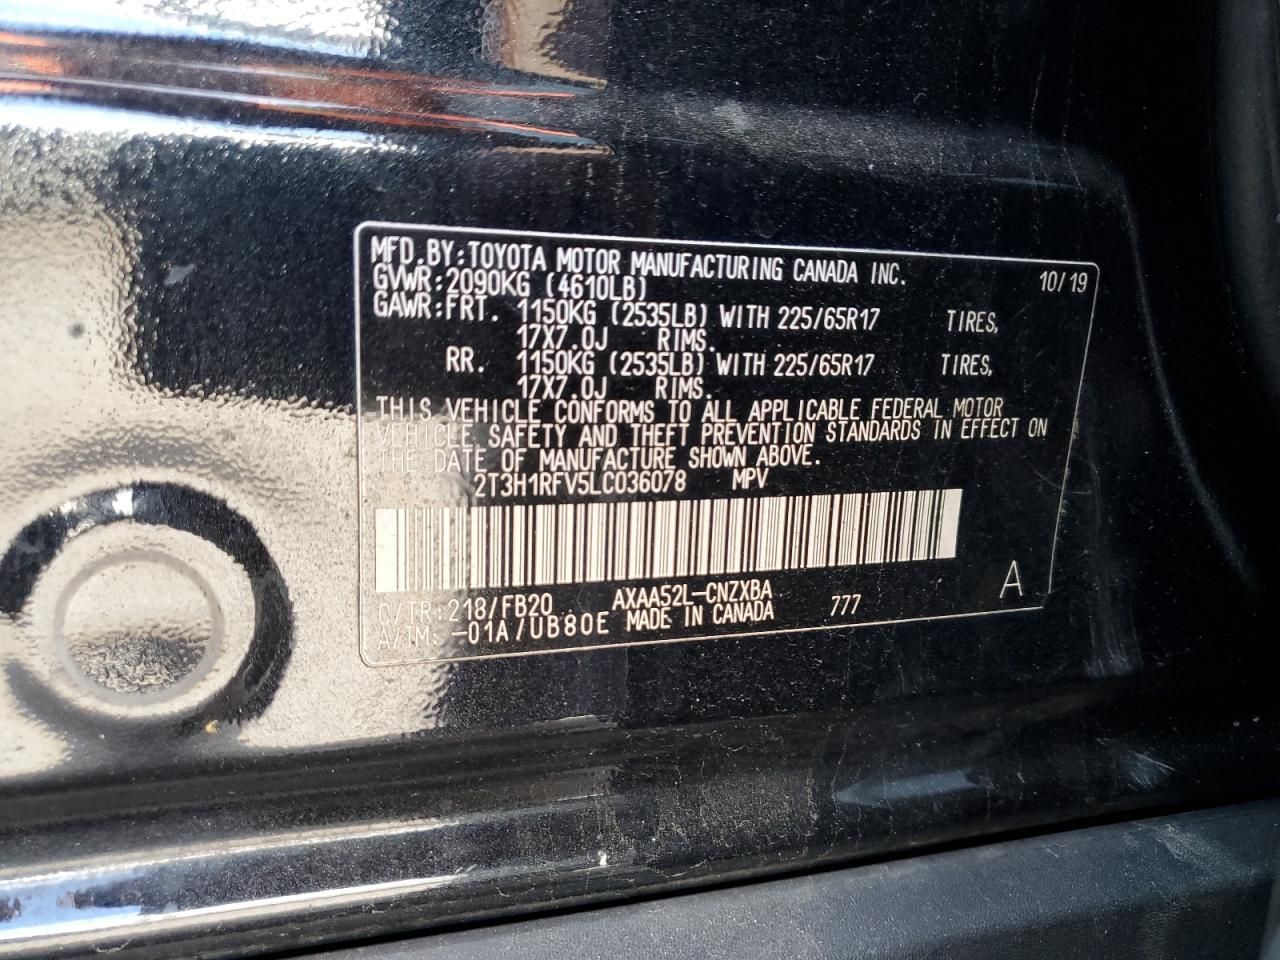 MFD.BY:TOYOTA MOTOR MANUFACTURING CANADA INC. 10/19
GVWR:2090KG (4610LB)
GAWR:FRT. 1150KG (2535LB) WITH 225/65R17 TIRES,
17X7.0J RIMS.
RR. 1150KG (2535LB) WITH 225/65R17 TIRES,
17X7.0J RIMS.
THIS VEHICLE CONFORMS TO ALL APPLICABLE FEDERAL MOTOR
VEHICLE SAFETY AND THEFT PREVENTION STANDARDS IN EFFECT ON
THE DATE OF MANUFACTURE SHOWN ABOVE.
2T3H1RFV5LC036078 MPV
C/TR:218/FB20 AXAA52L-CNZXBA 777 A
A/TM:-01A/UB80E MADE IN CANADA